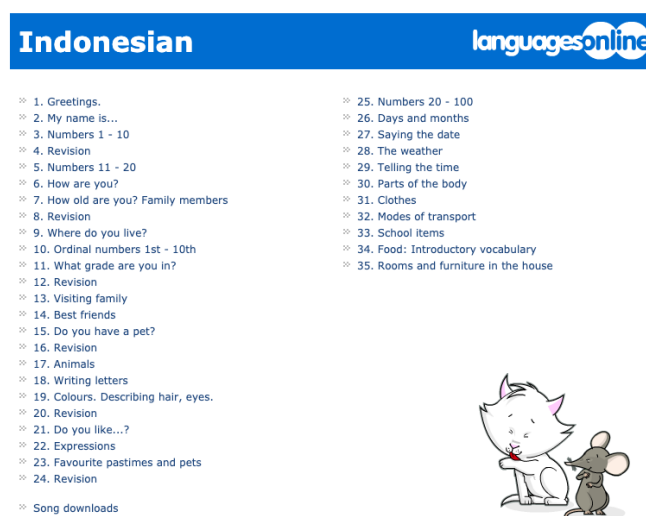 Indonesian
languagesonline
1. Greetings.
2. My name is...
3. Numbers 1 - 10
4. Revision
5. Numbers 11 - 20
6. How are you?
7. How old are you? Family members
8. Revision
9. Where do you live?
10. Ordinal numbers 1st - 10th
11. What grade are you in?
12. Revision
13. Visiting family
14. Best friends
15. Do you have a pet?
16. Revision
17. Animals
18. Writing letters
19. Colours. Describing hair, eyes.
20. Revision
21. Do you like...?
22. Expressions
23. Favourite pastimes and pets
24. Revision
Song downloads
25. Numbers 20 - 100
26. Days and months
27. Saying the date
28. The weather
29. Telling the time
30. Parts of the body
31. Clothes
32. Modes of transport
33. School items
34. Food: Introductory vocabulary
35. Rooms and furniture in the house